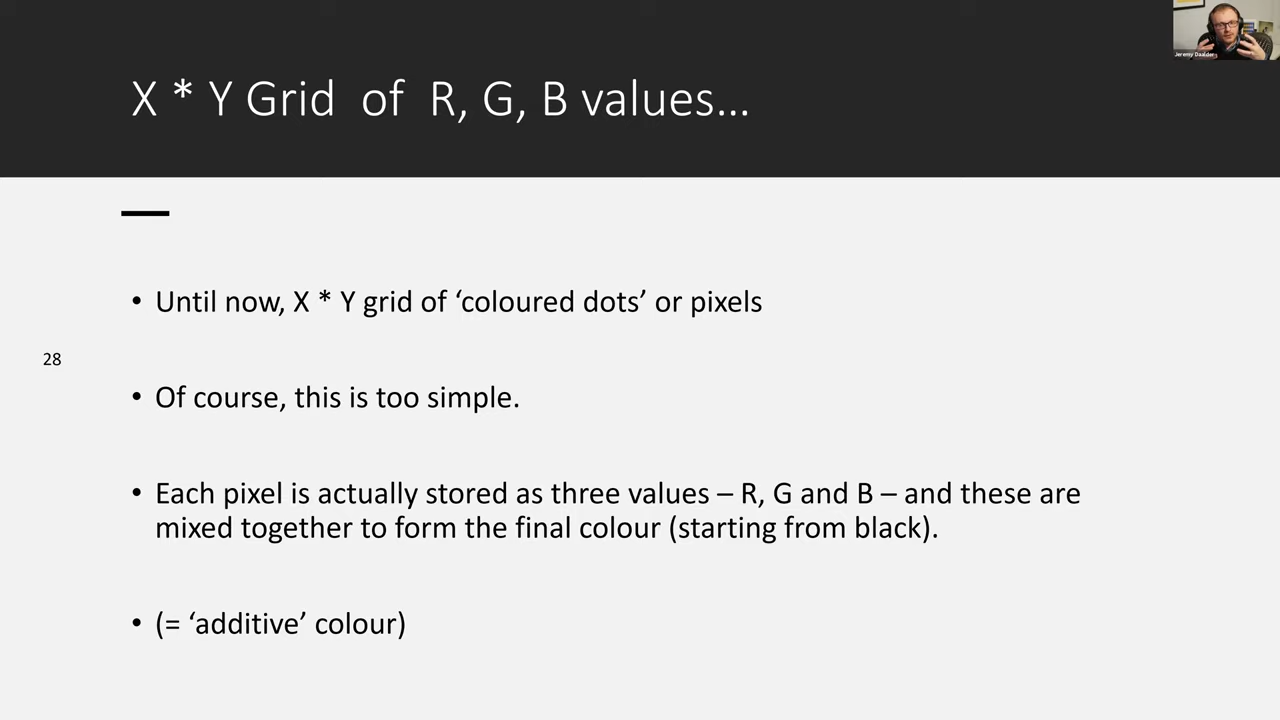 Jeremy Daalder
X * Y Grid of R, G, B values...
• Until now, X * Y grid of ‘coloured dots’ or pixels
28
• Of course, this is too simple.
• Each pixel is actually stored as three values – R, G and B – and these are
mixed together to form the final colour (starting from black).
• (= ‘additive’ colour)